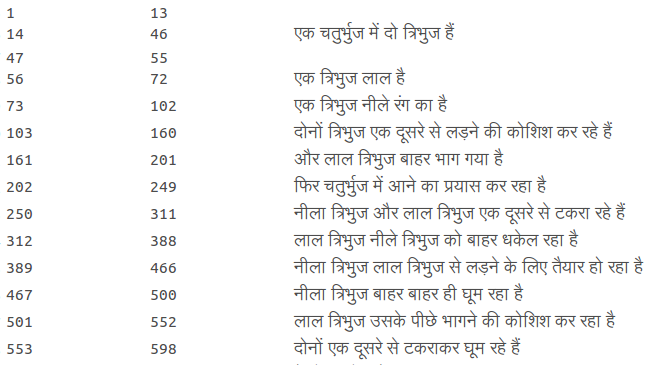 1 13
14 46 एक चतुर्भुज में दो त्रिभुज हैं
47 55
56 72 एक त्रिभुज लाल है
73 102 एक त्रिभुज नीले रंग का है
103 160 दोनों त्रिभुज एक दूसरे से लड़ने की कोशिश कर रहे हैं
161 201 और लाल त्रिभुज बाहर भाग गया है
202 249 फिर चतुर्भुज में आने का प्रयास कर रहा है
250 311 नीला त्रिभुज और लाल त्रिभुज एक दूसरे से टकरा रहे हैं
312 388 लाल त्रिभुज नीले त्रिभुज को बाहर धकेल रहा है
389 466 नीला त्रिभुज लाल त्रिभुज से लड़ने के लिए तैयार हो रहा है
467 500 नीला त्रिभुज बाहर बाहर ही घूम रहा है
501 552 लाल त्रिभुज उसके पीछे भागने की कोशिश कर रहा है
553 598 दोनों एक दूसरे से टकराकर घूम रहे हैं